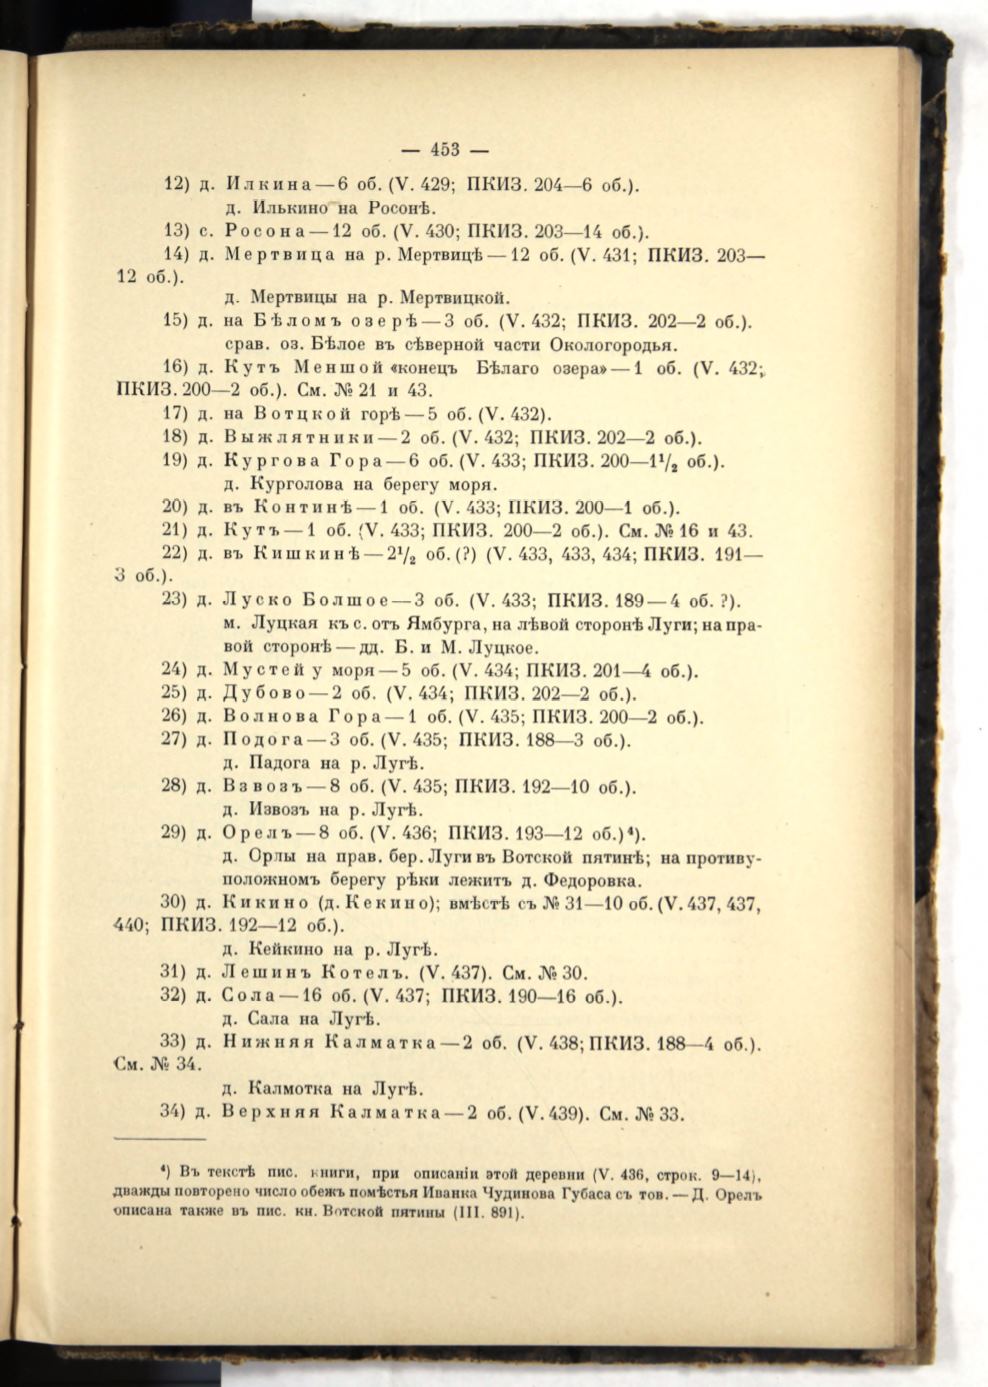 — 453 —
12) д. Илкина — 6 об. (V. 429; ПКИЗ. 204—6 об.).
д. Илькино на Росонѣ.
13) с. Росона — 12 об. (V. 430; ПКИЗ. 203—14 об.).
14) д. Мертвица на р. Мертвицѣ — 12 об. (V. 431; ПКИЗ. 203—
12 об.).
д. Мертвицы на р. Мертвицкой.
15) д. на Бѣломъ озерѣ — 3 об. (V. 432; ПКИЗ. 202—2 об.).
срав. оз. Бѣлое въ сѣверной части Окологородья.
16) д. Кутъ Меншой «конецъ Бѣлаго озера» — 1 об. (V. 432;
ПКИЗ. 200—2 об.). См. № 21 и 43.
17) д. на Вотцкой горѣ — 5 об. (V. 432).
18) д. Выжлятники — 2 об. (V. 432; ПКИЗ. 202—2 об.).
19) д. Кургова Гора — 6 об. (V. 433; ПКИЗ. 200—1½ об.).
д. Курголова на берегу моря.
20) д. въ Континѣ — 1 об. (V. 433; ПКИЗ. 200—1 об.).
21) д. Кутъ — 1 об. (V. 433; ПКИЗ. 200—2 об.). См. № 16 и 43.
22) д. въ Кишкинѣ — 2½ об. (?) (V. 433, 433, 434; ПКИЗ. 191—
3 об.).
23) д. Луско Болшое — 3 об. (V. 433; ПКИЗ. 189—4 об. ?).
м. Луцкая къ с. отъ Ямбурга, на лѣвой сторонѣ Луги; на пра-
вой сторонѣ — дд. Б. и М. Луцкое.
24) д. Мустей у моря — 5 об. (V. 434; ПКИЗ. 201—4 об.).
25) д. Дубово — 2 об. (V. 434; ПКИЗ. 202—2 об.).
26) д. Волнова Гора — 1 об. (V. 435; ПКИЗ. 200—2 об.).
27) д. Подога — 3 об. (V. 435; ПКИЗ. 188—3 об.).
д. Падога на р. Лугѣ.
28) д. Взвозъ — 8 об. (V. 435; ПКИЗ. 192—10 об.).
д. Извозъ на р. Лугѣ.
29) д. Орелъ — 8 об. (V. 436; ПКИЗ. 193—12 об.)⁴).
д. Орлы на прав. бер. Луги въ Вотской пятинѣ; на противу-
положномъ берегу рѣки лежитъ д. Федоровка.
30) д. Кикино (д. Кекино); вмѣстѣ съ № 31—10 об. (V. 437, 437,
440; ПКИЗ. 192—12 об.).
д. Кейкино на р. Лугѣ.
31) д. Лешинъ Котелъ. (V. 437). См. № 30.
32) д. Сола — 16 об. (V. 437; ПКИЗ. 190—16 об.).
д. Сала на Лугѣ.
33) д. Нижняя Калматка — 2 об. (V. 438; ПКИЗ. 188—4 об.).
См. № 34.
д. Калмотка на Лугѣ.
34) д. Верхняя Калматка — 2 об. (V. 439). См. № 33.
⁴) Въ текстѣ пис. книги, при описаніи этой деревни (V. 436, строк. 9—14),
дважды повторено число обежъ помѣстья Иванка Чудинова Губаса съ тов. — Д. Орелъ
описана также въ пис. кн. Вотской пятины (III. 891).